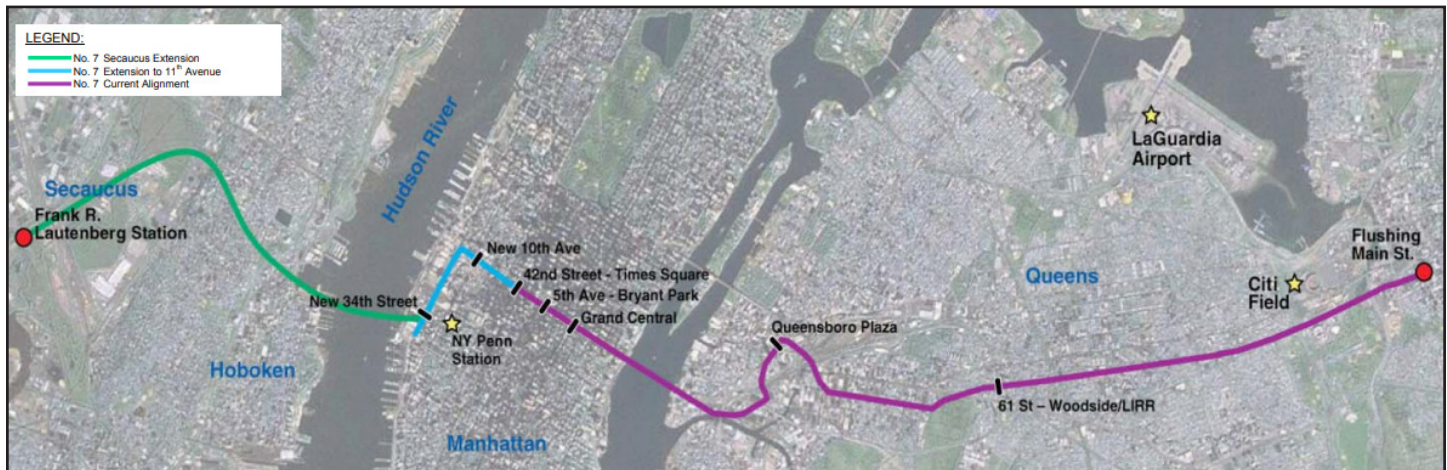 LEGEND:
No. 7 Secaucus Extension
No. 7 Extension to 11th Avenue
No. 7 Current Alignment
Hudson River
LaGuardia
Airport
Secaucus
Frank R.
Lautenberg Station
New 10th Ave
42nd Street - Times Square
5th Ave - Bryant Park
Grand Central
New 34th Street
NY Penn
Station
Queensboro Plaza
Queens
Citi
Field
Flushing
Main St.
Hoboken
61 St – Woodside/LIRR
Manhattan